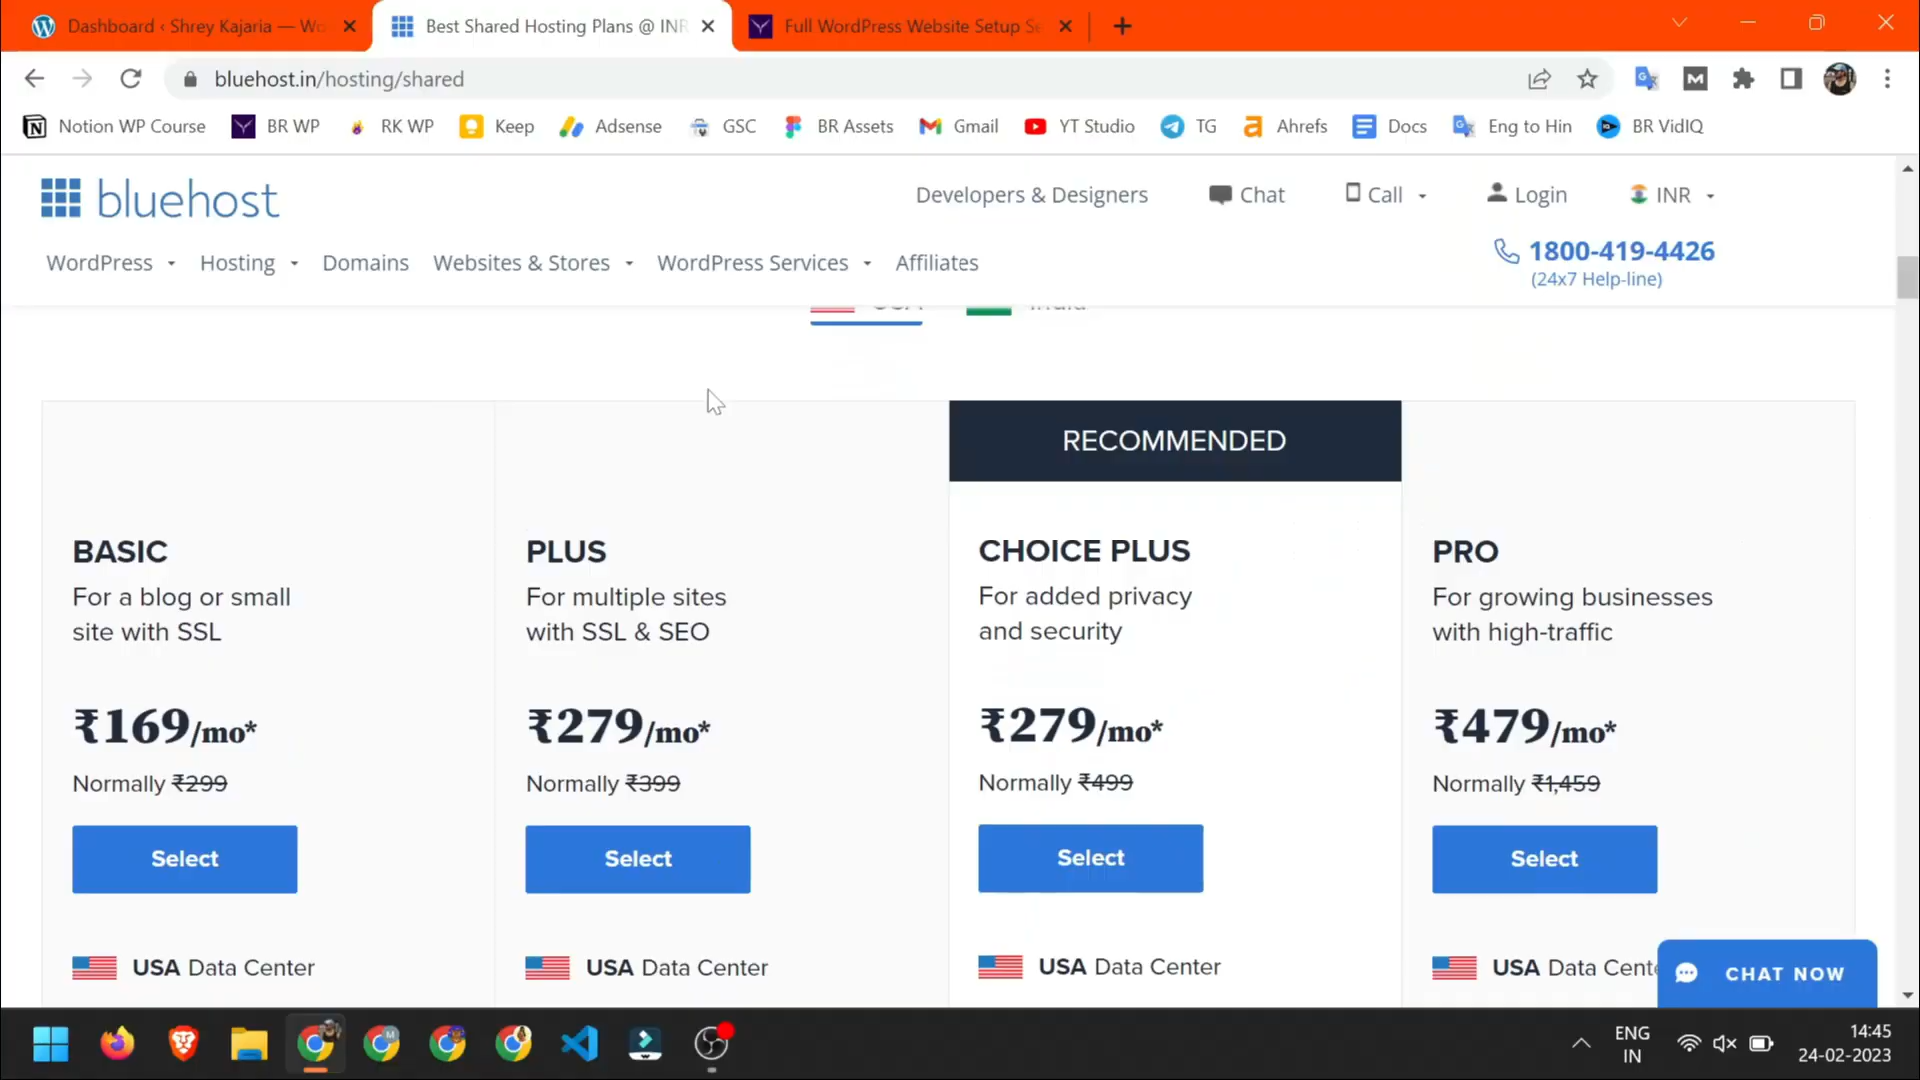 Dashboard ‹ Shrey Kajaria — Wo
Best Shared Hosting Plans @ INR
Full WordPress Website Setup Se
bluehost.in/hosting/shared
Notion WP Course
BR WP
RK WP
Keep
Adsense
GSC
BR Assets
Gmail
YT Studio
TG
Ahrefs
Docs
Eng to Hin
BR VidIQ
bluehost
Developers & Designers
Chat
Call
Login
INR
WordPress
Hosting
Domains
Websites & Stores
WordPress Services
Affiliates
1800-419-4426
(24x7 Help-line)
USA
India
RECOMMENDED
BASIC
For a blog or small
site with SSL
₹169/mo*
Normally ₹299
Select
USA Data Center
PLUS
For multiple sites
with SSL & SEO
₹279/mo*
Normally ₹399
Select
USA Data Center
CHOICE PLUS
For added privacy
and security
₹279/mo*
Normally ₹499
Select
USA Data Center
PRO
For growing businesses
with high-traffic
₹479/mo*
Normally ₹1,459
Select
USA Data Cente
CHAT NOW
ENG
IN
14:45
24-02-2023